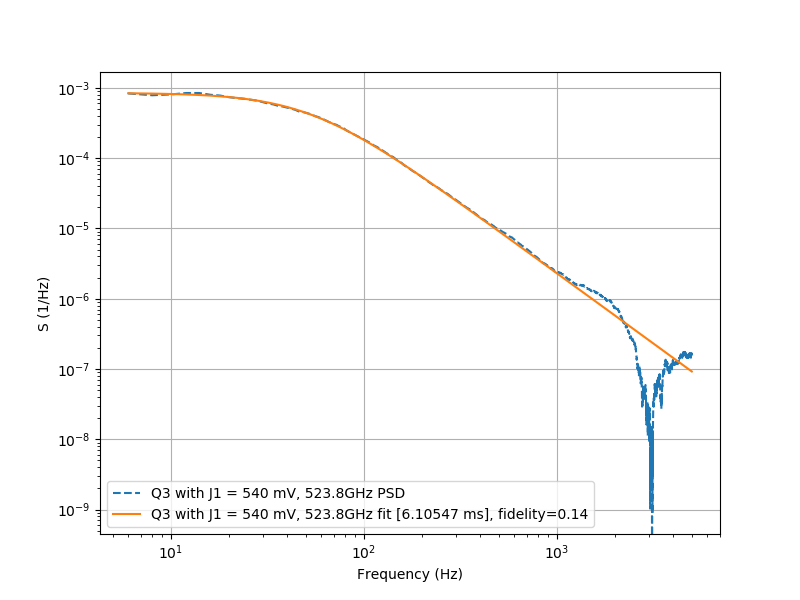 10⁻³
10⁻⁴
10⁻⁵
10⁻⁶
10⁻⁷
10⁻⁸
10⁻⁹
S (1/Hz)
Q3 with J1 = 540 mV, 523.8GHz PSD
Q3 with J1 = 540 mV, 523.8GHz fit [6.10547 ms], fidelity=0.14
10¹ 10² 10³
Frequency (Hz)